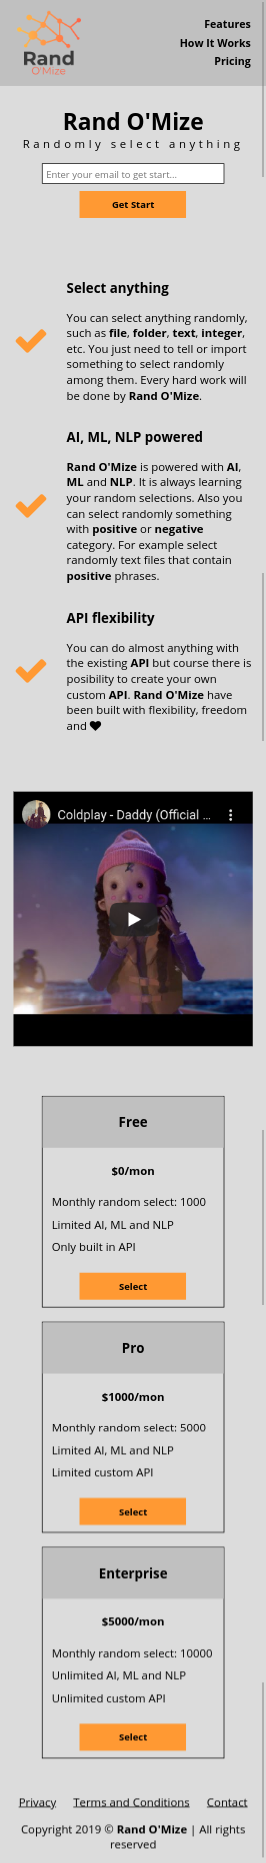 Rand
O'Mize
Features
How It Works
Pricing
Rand O'Mize
Randomly select anything
Enter your email to get start...
Get Start
Select anything
You can select anything randomly,
such as file, folder, text, integer,
etc. You just need to tell or import
something to select randomly
among them. Every hard work will
be done by Rand O'Mize.
AI, ML, NLP powered
Rand O'Mize is powered with AI,
ML and NLP. It is always learning
your random selections. Also you
can select randomly something
with positive or negative
category. For example select
randomly text files that contain
positive phrases.
API flexibility
You can do almost anything with
the existing API but course there is
posibility to create your own
custom API. Rand O'Mize have
been built with flexibility, freedom
and ♥
Coldplay - Daddy (Official ...
Free
$0/mon
Monthly random select: 1000
Limited AI, ML and NLP
Only built in API
Select
Pro
$1000/mon
Monthly random select: 5000
Limited AI, ML and NLP
Limited custom API
Select
Enterprise
$5000/mon
Monthly random select: 10000
Unlimited AI, ML and NLP
Unlimited custom API
Select
Privacy Terms and Conditions Contact
Copyright 2019 © Rand O'Mize | All rights
reserved